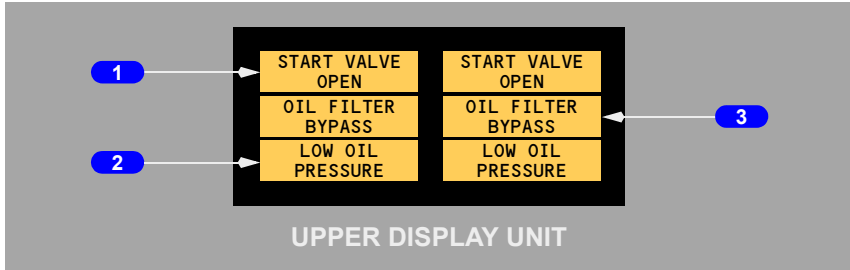 1
START VALVE
OPEN
START VALVE
OPEN
OIL FILTER
BYPASS
OIL FILTER
BYPASS
3
2
LOW OIL
PRESSURE
LOW OIL
PRESSURE
UPPER DISPLAY UNIT